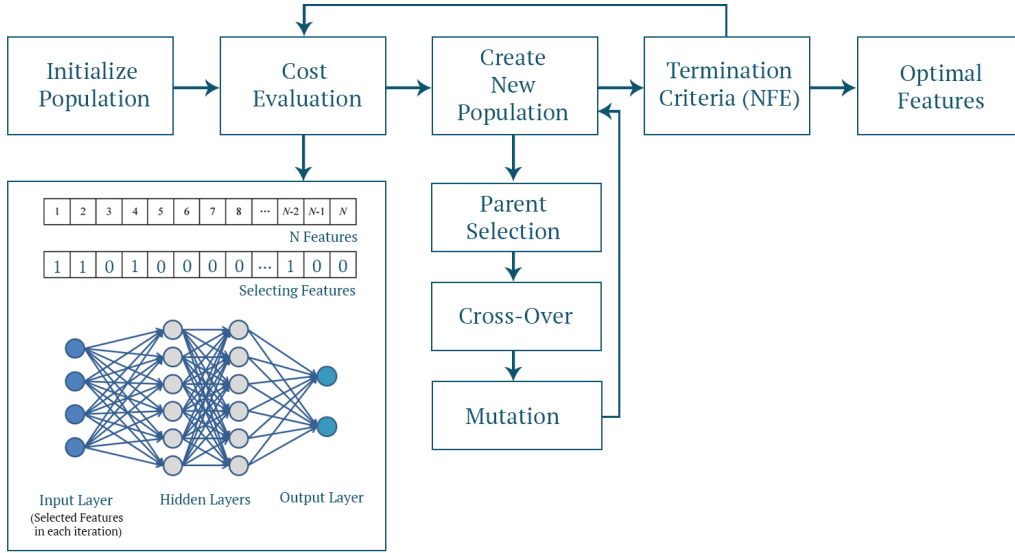 Initialize
Population
Cost
Evaluation
Create
New
Population
Termination
Criteria (NFE)
Optimal
Features
1 2 3 4 5 6 7 8 ... N-2 N-1 N
N Features
1 1 0 1 0 0 0 0 ... 1 0 0
Selecting Features
Input Layer
(Selected Features
in each iteration)
Hidden Layers
Output Layer
Parent
Selection
Cross-Over
Mutation